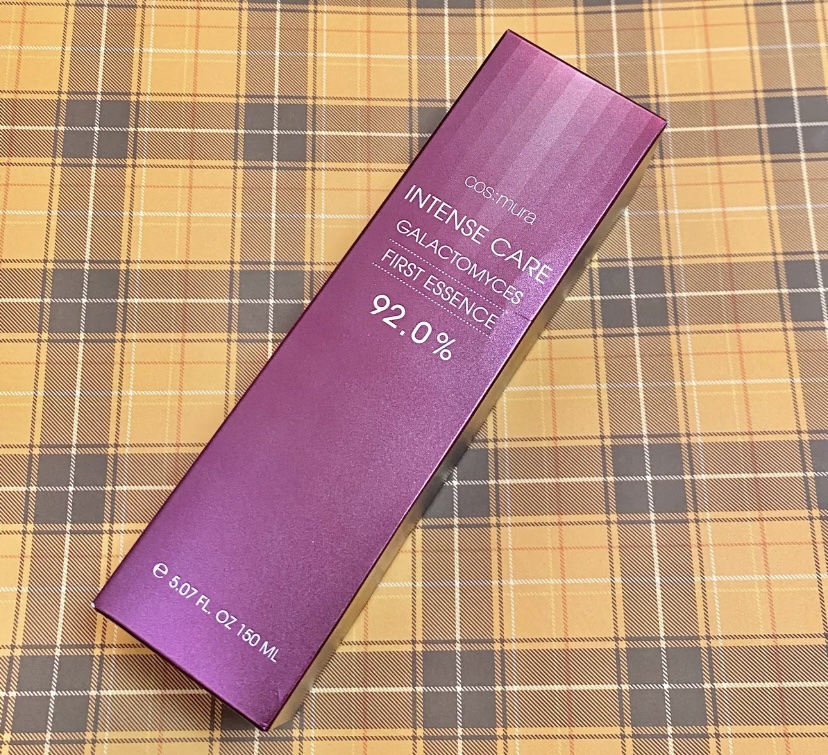 cos:mura
INTENSE CARE
GALACTOMYCES
FIRST ESSENCE
92.0%
℮ 5.07 FL. OZ 150 ML